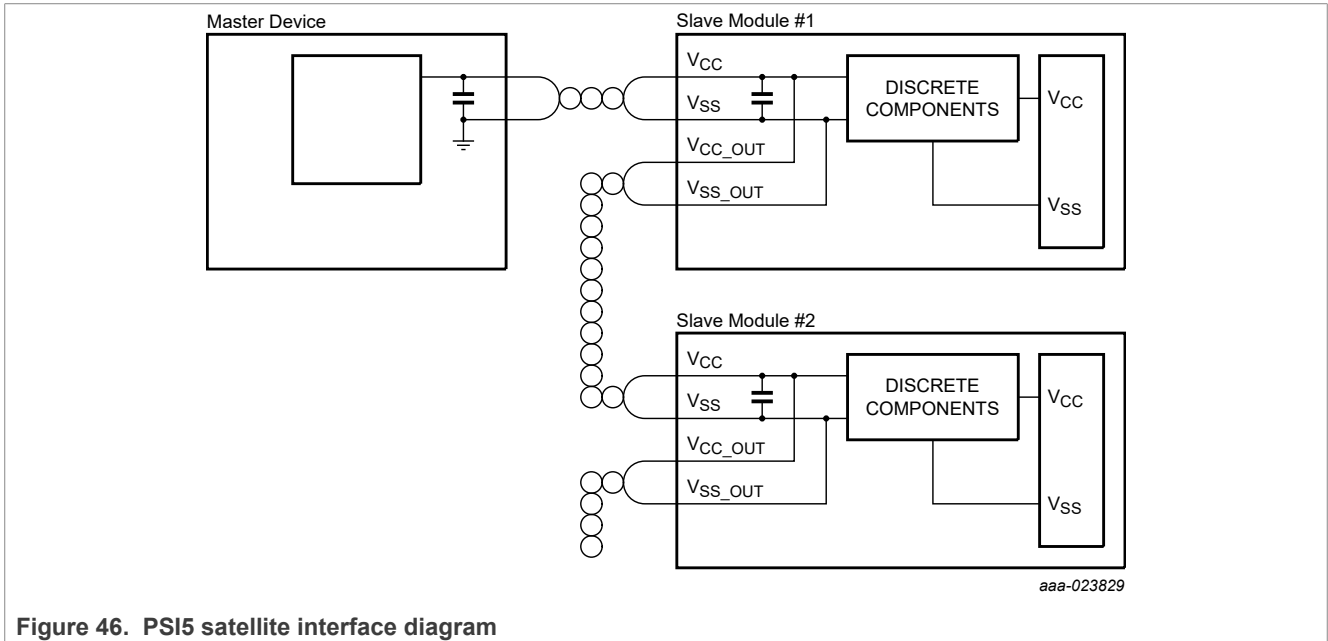 Master Device
Slave Module #1
VCC
VSS
VCC_OUT
VSS_OUT
DISCRETE
COMPONENTS
VCC
VSS
Slave Module #2
VCC
VSS
VCC_OUT
VSS_OUT
DISCRETE
COMPONENTS
VCC
VSS
aaa-023829
Figure 46. PSI5 satellite interface diagram